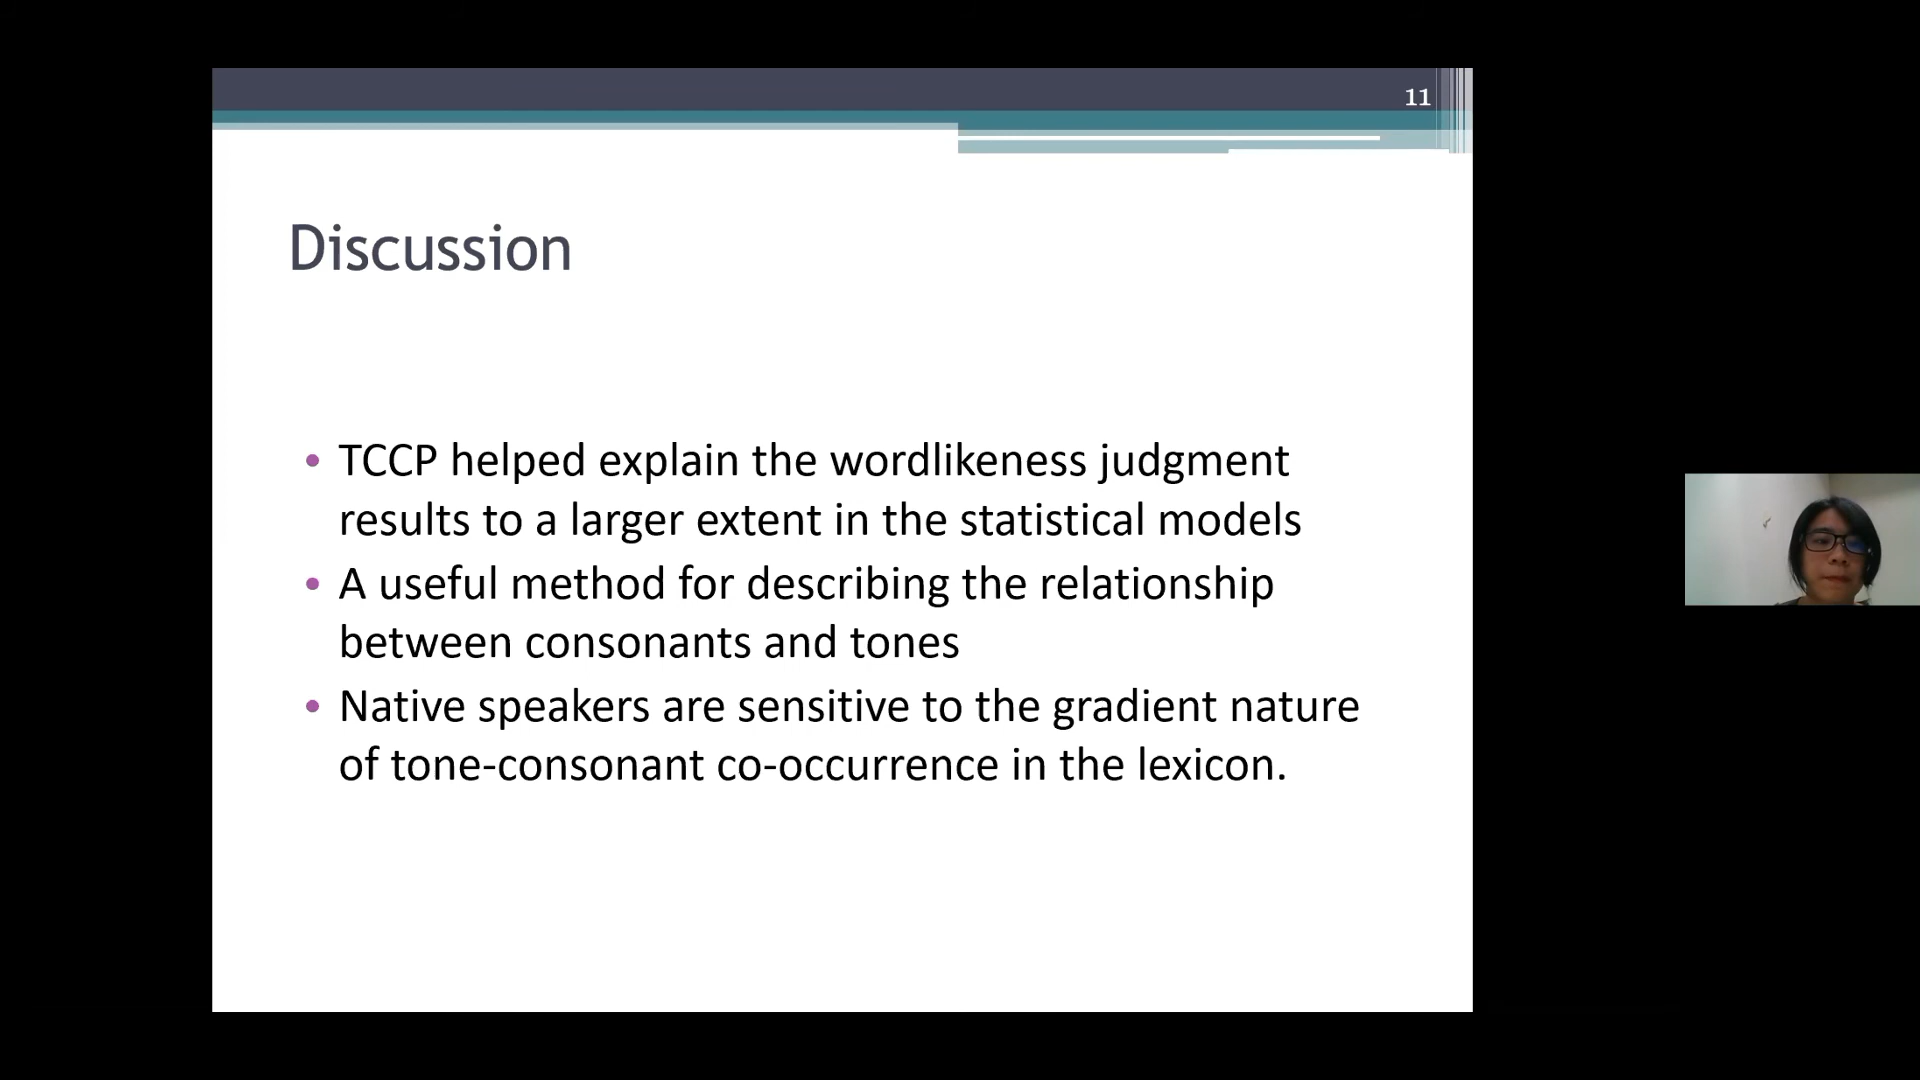 11
Discussion
• TCCP helped explain the wordlikeness judgment
results to a larger extent in the statistical models
• A useful method for describing the relationship
between consonants and tones
• Native speakers are sensitive to the gradient nature
of tone-consonant co-occurrence in the lexicon.